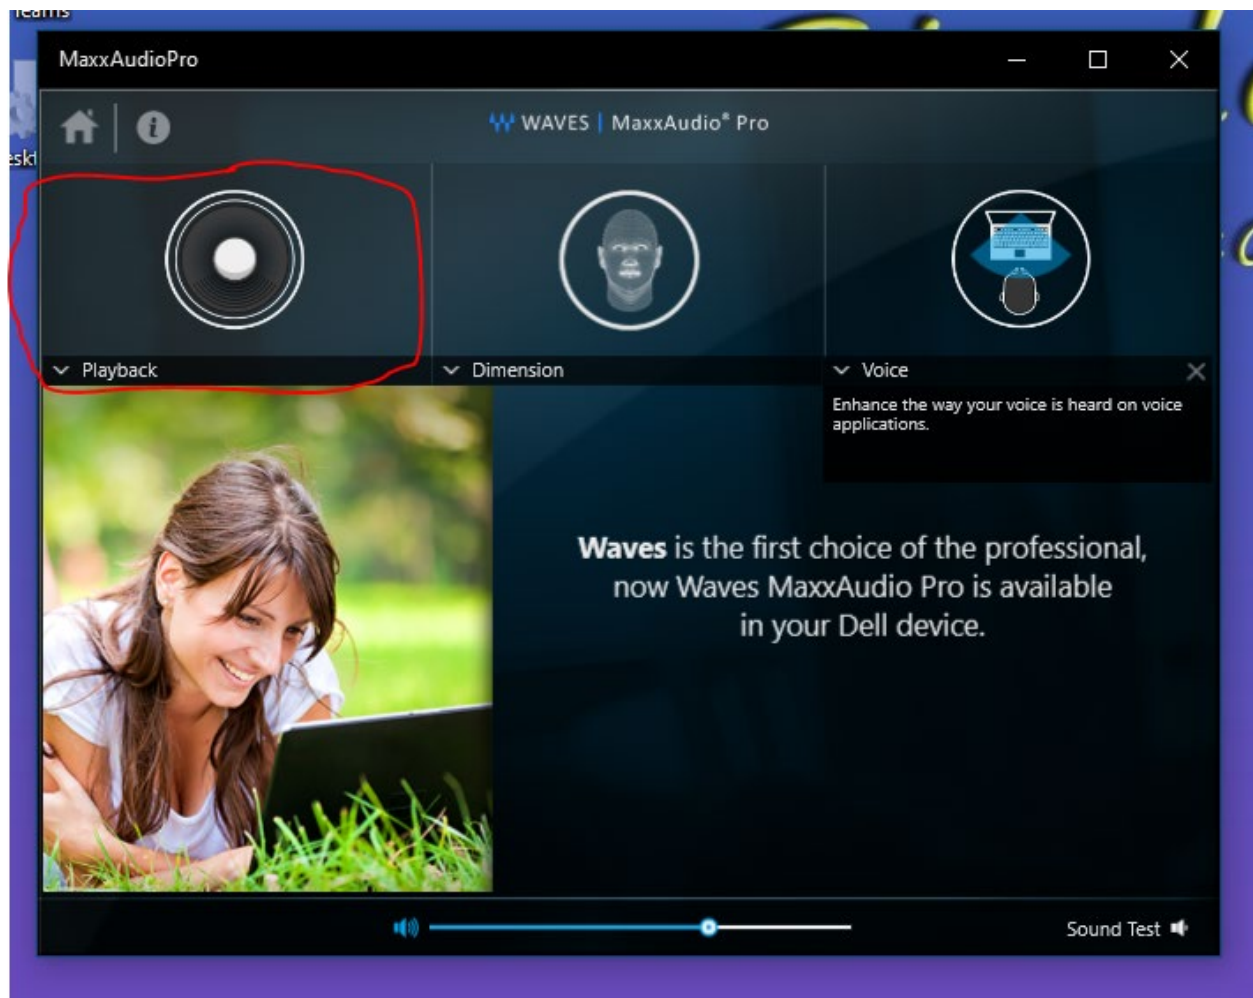 Teams
MaxxAudioPro
WAVES | MaxxAudio® Pro
Playback
Dimension
Voice
Enhance the way your voice is heard on voice
applications.
Waves is the first choice of the professional,
now Waves MaxxAudio Pro is available
in your Dell device.
Sound Test